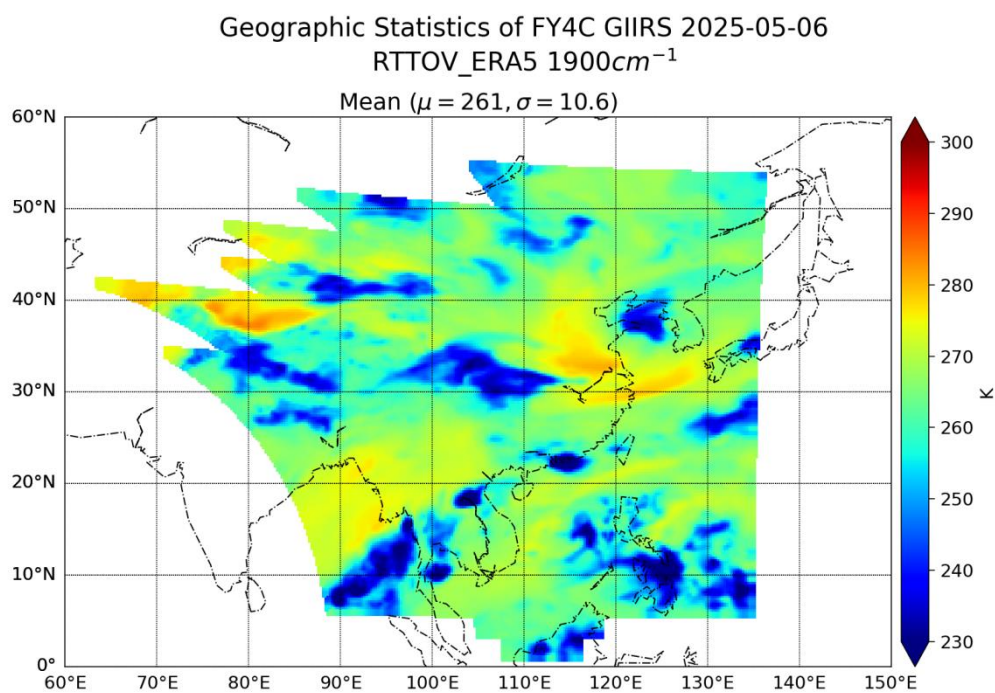 Geographic Statistics of FY4C GIIRS 2025-05-06
RTTOV_ERA5 1900cm⁻¹
Mean (μ = 261, σ = 10.6)
60°N
50°N
40°N
30°N
20°N
10°N
0°
60°E 70°E 80°E 90°E 100°E 110°E 120°E 130°E 140°E 150°E
300
290
280
270
260
250
240
230
K